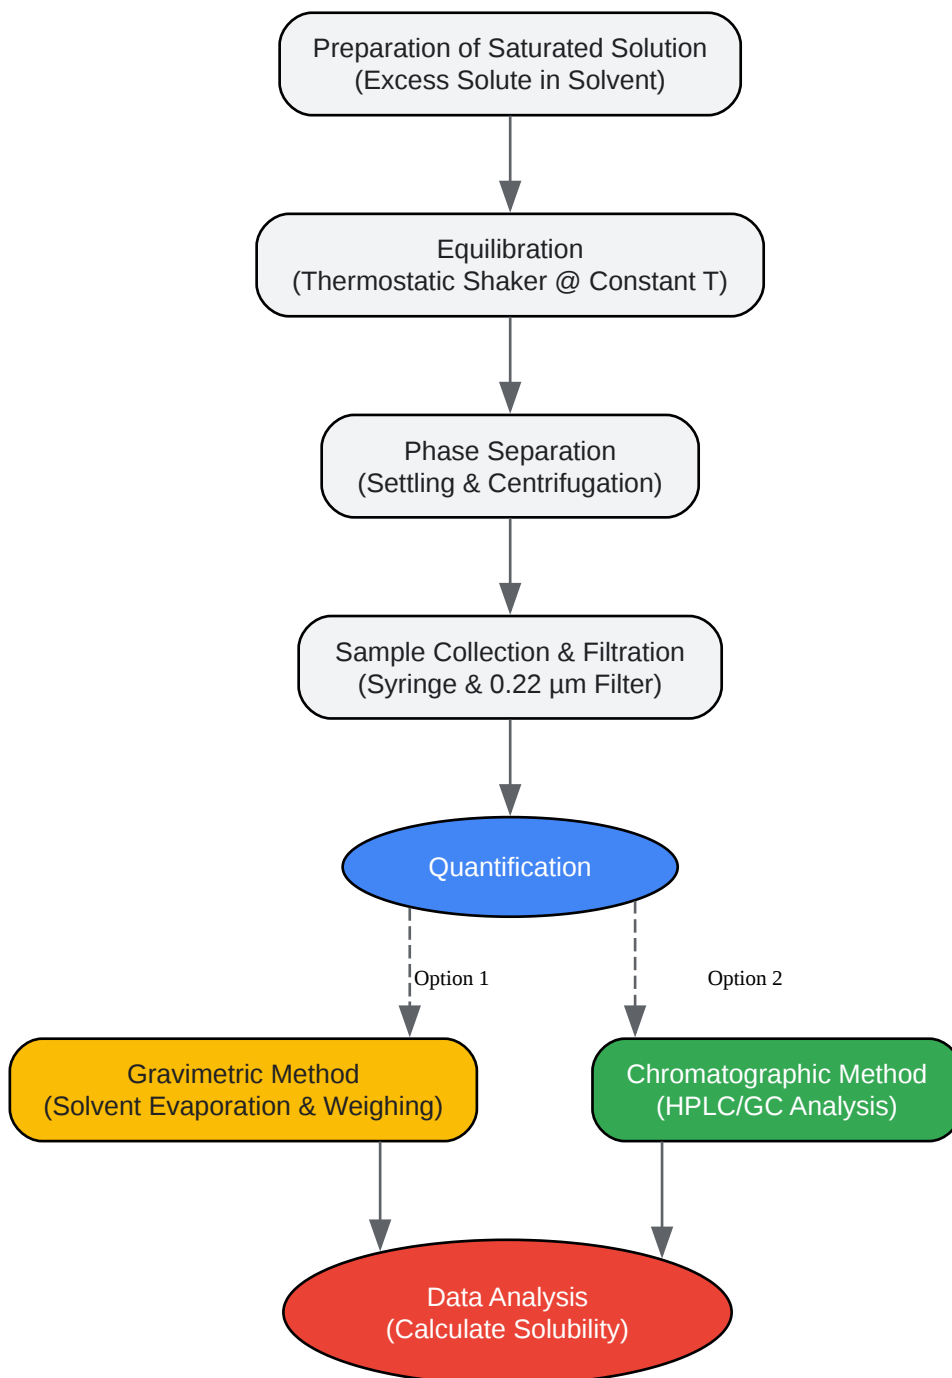 Preparation of Saturated Solution
(Excess Solute in Solvent)
Equilibration
(Thermostatic Shaker @ Constant T)
Phase Separation
(Settling & Centrifugation)
Sample Collection & Filtration
(Syringe & 0.22 µm Filter)
Quantification
Option 1
Option 2
Gravimetric Method
(Solvent Evaporation & Weighing)
Chromatographic Method
(HPLC/GC Analysis)
Data Analysis
(Calculate Solubility)